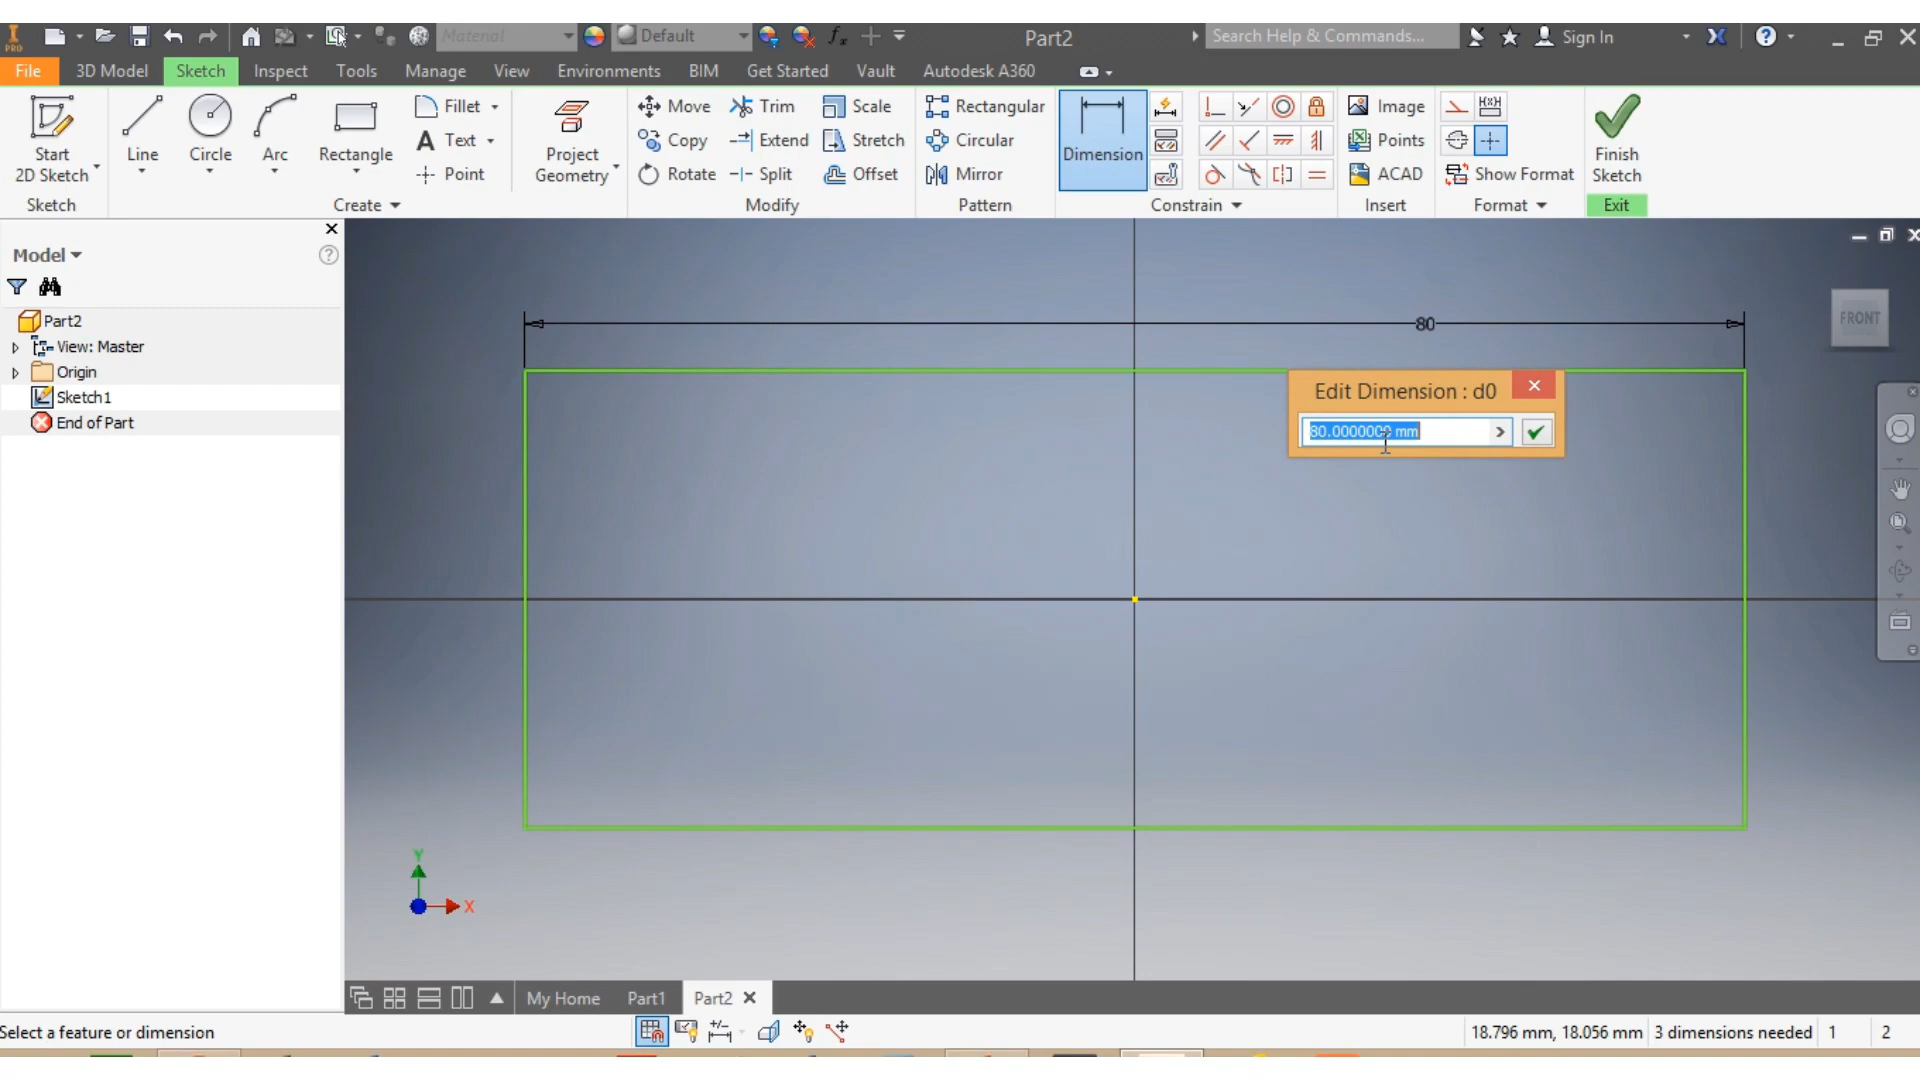 PRO
Material
Default
Part2
Search Help & Commands...
Sign In
File
3D Model
Sketch
Inspect
Tools
Manage
View
Environments
BIM
Get Started
Vault
Autodesk A360
Start
2D Sketch
Line
Circle
Arc
Rectangle
Fillet
Text
Point
Project
Geometry
Move
Copy
Rotate
Trim
Extend
Split
Scale
Stretch
Offset
Rectangular
Circular
Mirror
Dimension
Image
Points
ACAD
Show Format
Finish
Sketch
Sketch
Create
Modify
Pattern
Constrain
Insert
Format
Exit
Model
Part2
View: Master
Origin
Sketch1
End of Part
80
Edit Dimension : d0
80.0000000 mm
FRONT
Y
X
My Home
Part1
Part2
Select a feature or dimension
18.796 mm, 18.056 mm
3 dimensions needed
1
2